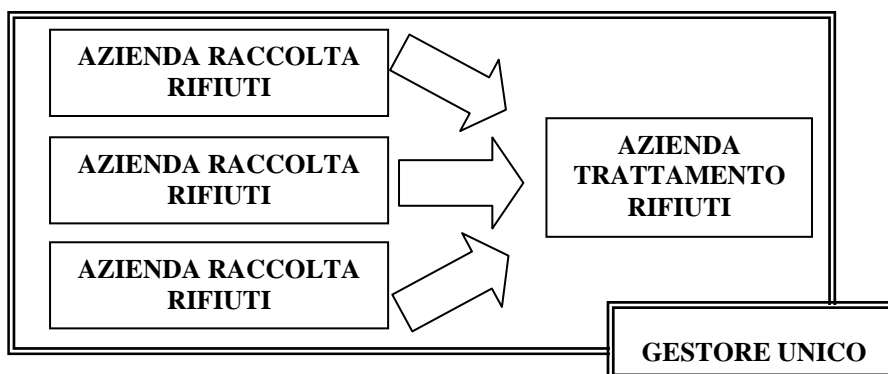 AZIENDA RACCOLTA
RIFIUTI
AZIENDA RACCOLTA
RIFIUTI
AZIENDA RACCOLTA
RIFIUTI
AZIENDA
TRATTAMENTO
RIFIUTI
GESTORE UNICO